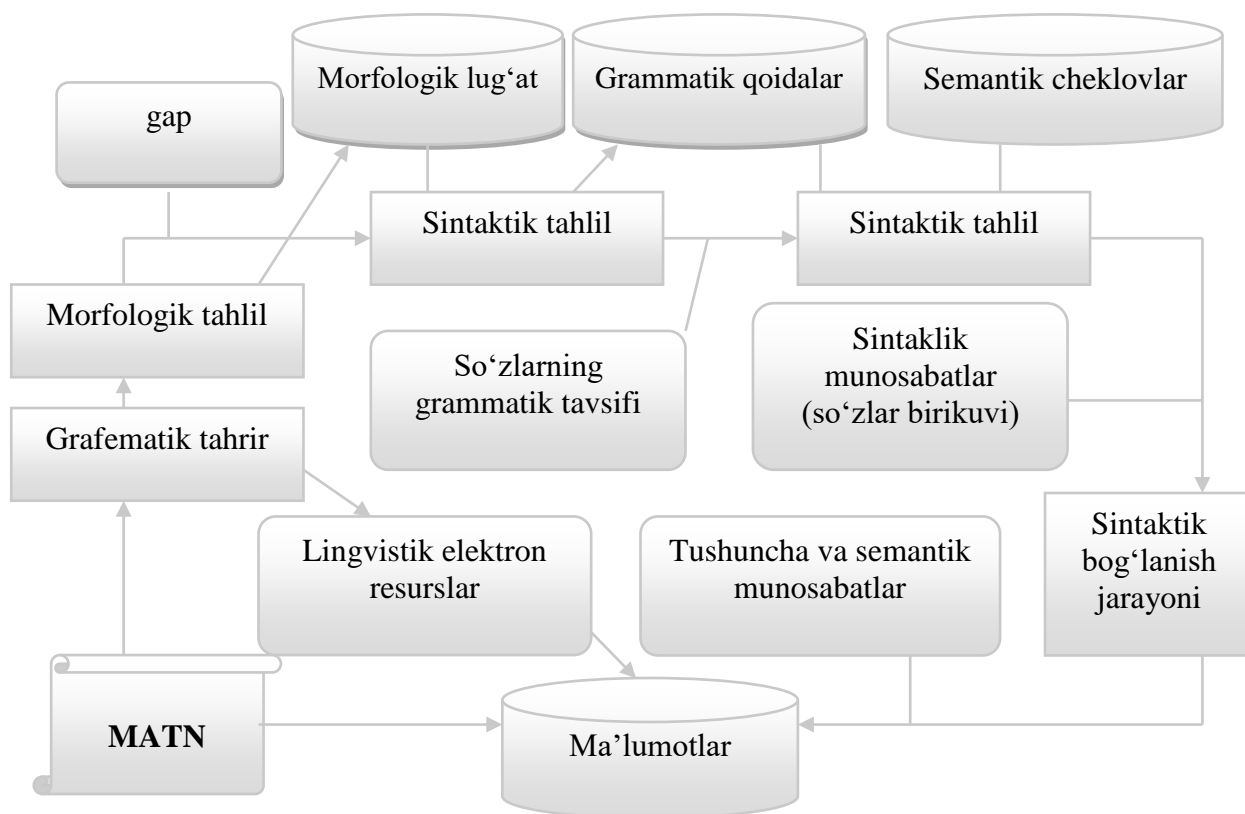 Morfologik lug‘at
Grammatik qoidalar
Semantik cheklovlar
gap
Sintaktik tahlil
Sintaktik tahlil
Morfologik tahlil
So‘zlarning
grammatik tavsifi
Sintaklik
munosabatlar
(so‘zlar birikuvi)
Grafematik tahrir
Lingvistik elektron
resurslar
Tushuncha va semantik
munosabatlar
Sintaktik
bog‘lanish
jarayoni
MATN
Ma’lumotlar